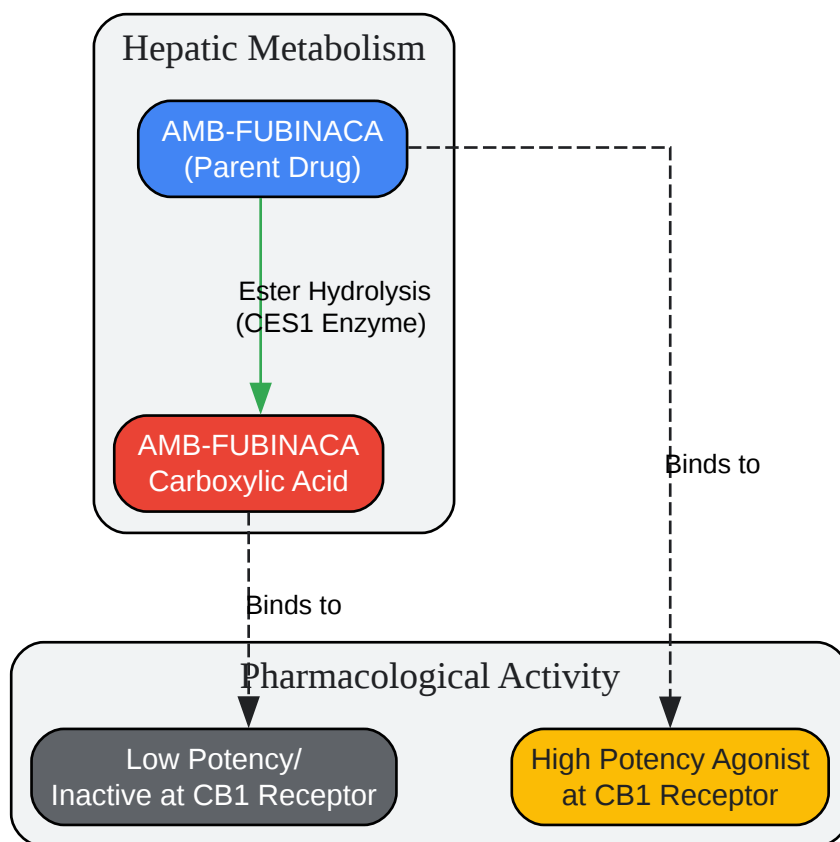 Hepatic Metabolism
AMB-FUBINACA
(Parent Drug)
Ester Hydrolysis
(CES1 Enzyme)
AMB-FUBINACA
Carboxylic Acid
Binds to
Binds to
Pharmacological Activity
Low Potency/
Inactive at CB1 Receptor
High Potency Agonist
at CB1 Receptor